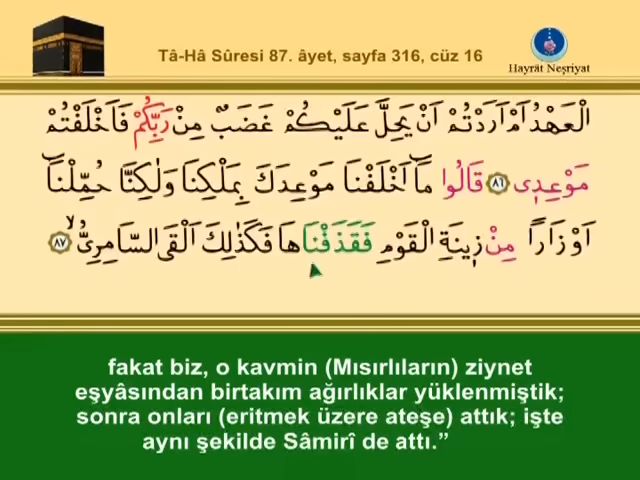 Tâ-Hâ Sûresi 87. âyet, sayfa 316, cüz 16
Hayrât Neşriyat
الْعَهْدُ اَمْ اَرَدْتُمْ اَنْ يَحِلَّ عَلَيْكُمْ غَضَبٌ مِنْ رَبِّكُمْ فَاَخْلَفْتُمْ
مَوْعِد۪ى ﴿٨٦﴾ قَالُوا مَٓا اَخْلَفْنَا مَوْعِدَكَ بِمَلْكِنَا وَلٰكِنَّا حُمِّلْنَٓا
اَوْزَارًا مِنْ ز۪ينَةِ الْقَوْمِ فَقَذَفْنَاهَا فَكَذٰلِكَ اَلْقَى السَّامِرِىُّۙ ﴿٨٧﴾
fakat biz, o kavmin (Mısırlıların) ziynet
eşyâsından birtakım ağırlıklar yüklenmiştik;
sonra onları (eritmek üzere ateşe) attık; işte
aynı şekilde Sâmirî de attı.”